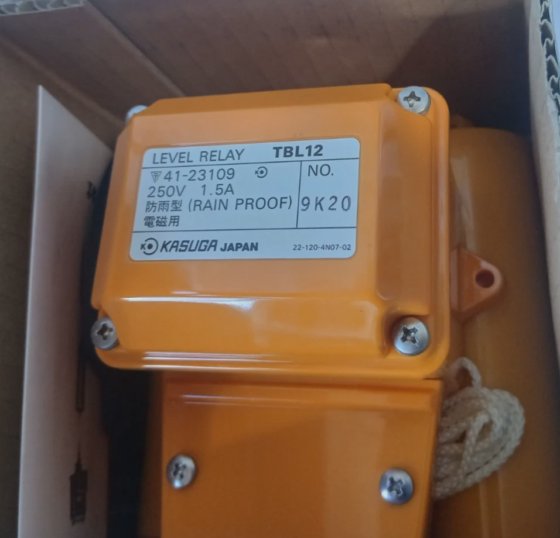 LEVEL RELAY TBL12
41-23109
NO.
250V 1.5A
防雨型 (RAIN PROOF)
9K20
電磁用
KASUGA JAPAN
22-120-4N07-02